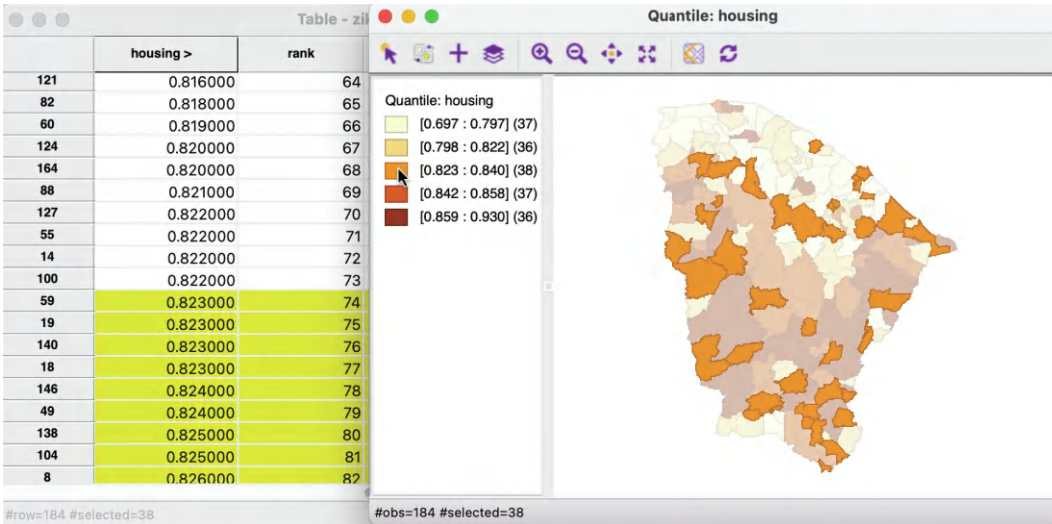 Table - zik
Quantile: housing
housing > rank
121 0.816000 64
82 0.818000 65
60 0.819000 66
124 0.820000 67
164 0.820000 68
88 0.821000 69
127 0.822000 70
55 0.822000 71
14 0.822000 72
100 0.822000 73
59 0.823000 74
19 0.823000 75
140 0.823000 76
18 0.823000 77
146 0.824000 78
49 0.824000 79
138 0.825000 80
104 0.825000 81
8 0.826000 82
#row=184 #selected=38
Quantile: housing
[0.697 : 0.797] (37)
[0.798 : 0.822] (36)
[0.823 : 0.840] (38)
[0.842 : 0.858] (37)
[0.859 : 0.930] (36)
#obs=184 #selected=38